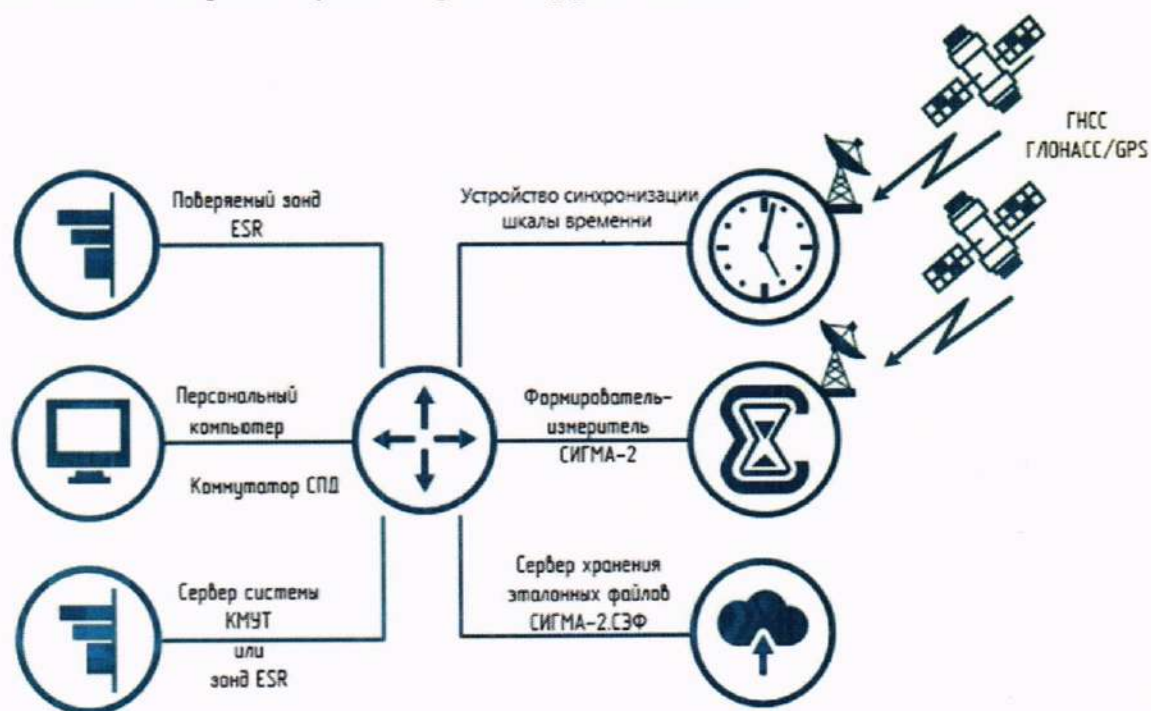 ГНСС
ГЛОНАСС/GPS
Поверяемый зонд
ESR
Устройство синхронизации
шкалы временни
Персональный
компьютер
Формирователь-
измеритель
СИГМА-2
Коммутатор СПД
Сервер системы
КМУТ
или
зонд ESR
Сервер хранения
эталонных файлов
СИГМА-2.СЭФ